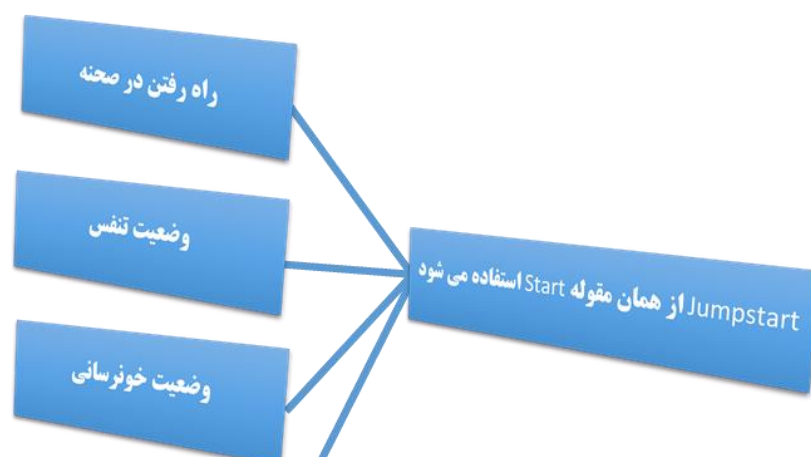 Jumpstart از همان مقوله Start استفاده می شود
راه رفتن در صحنه
وضعیت تنفس
وضعیت خونرسانی